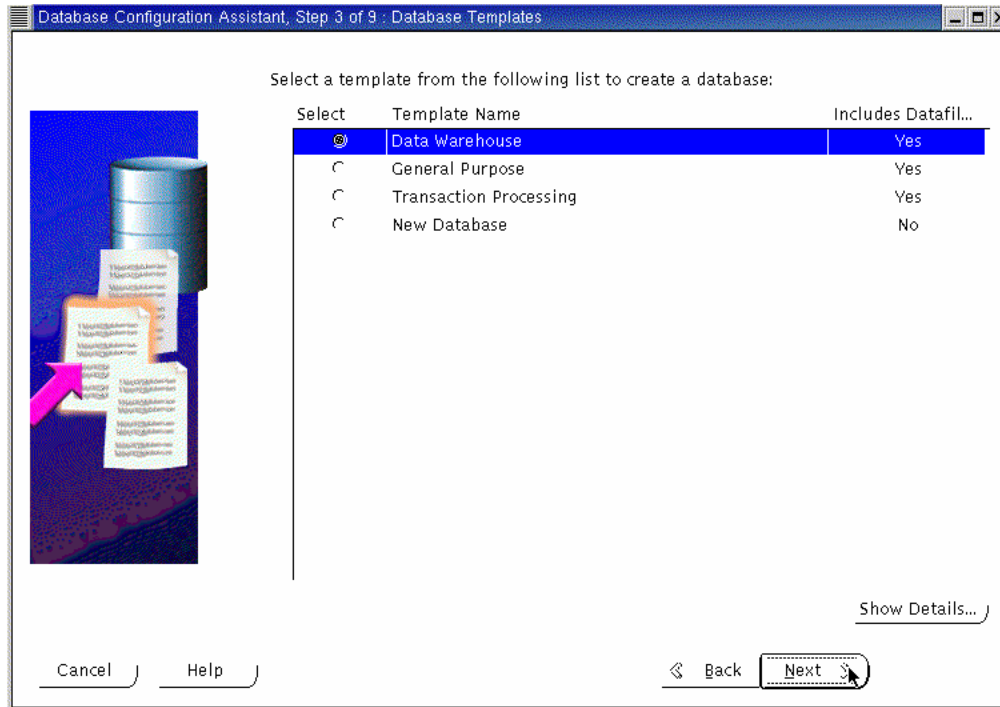 Database Configuration Assistant, Step 3 of 9 : Database Templates
Select a template from the following list to create a database:
Select Template Name Includes Datafil...
Data Warehouse Yes
General Purpose Yes
Transaction Processing Yes
New Database No
Show Details...
Cancel Help Back Next